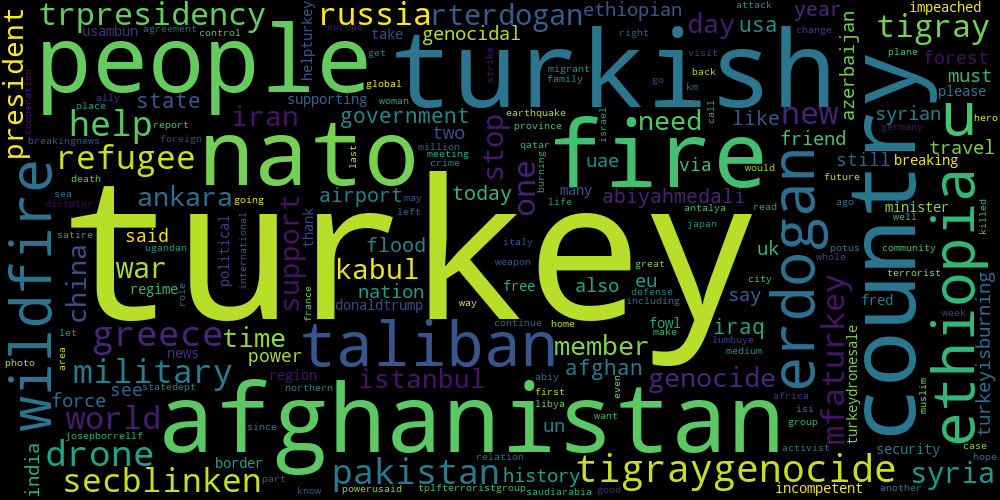 turkey
people
turkish
nato
fire
afghanistan
taliban
country
erdogan
ethiopia
wildfire
tigraygenocide
trpresidency
russia
rterdogan
ethiopian
attack
impeached
year
tigray
usambun
agreement
control
genocidal
day
usa
azerbaijan
plane
forest
president
cooperation
europe
take
get
global
helpturkey
right
change
visit
back
go
km
migrant
family
woman
strike
must
please
ally
place
state
supporting
help
report
breakingnews
foreign
iran
government
two
million
meeting
crime
earthquake
province
israel
need
call
like
new
syrian
germany
hero
u
friend
travel
refugee
last
stop
qatar
burning
uae
via
would
still
breaking
death
going
ankara
airport
may
left
today
one
many
life
abiyahmedali
future
ago
minister
sea
dictator
satire
said
ugandan
political
international
support
thank
flood
antalya
read
japan
well
killed
china
war
regime
role
kabul
nation
italy
weapon
free
also
great
eu
uk
city
whole
potus
community
terrorist
france
donaldtrump
way
defense
including
say
fred
week
let
area
greece
time
continue
home
fowl
make
iraq
lumbuye
medium
muslim
tigray
news
power
member
mfaturkey
turkeydronesale
tigrayisburning
photo
military
see
statedept
region
northern
istanbul
abiy
first
libya
afghan
even
genocide
africa
isi
group
force
world
since
want
josepborrellf
un
activist
security
case
hope
india
drone
border
part
relation
history
syria
secblinken
know
pakistan
powerusaid
tplfterroristgroup
saudiarabia
good
incompetent
another